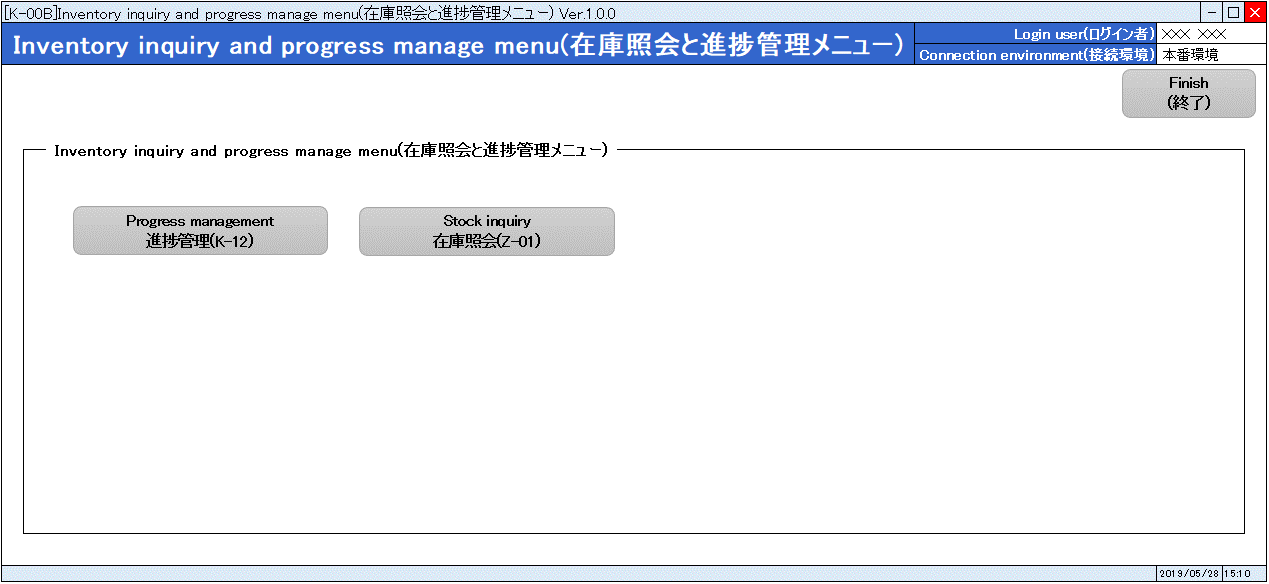 [K-00B]Inventory inquiry and progress manage menu(在庫照会と進捗管理メニュー) Ver.1.0.0
Inventory inquiry and progress manage menu(在庫照会と進捗管理メニュー)
Login user(ログイン者) XXX XXX
Connection environment(接続環境) 本番環境
Finish
(終了)
Inventory inquiry and progress manage menu(在庫照会と進捗管理メニュー)
Progress management
進捗管理(K-12)
Stock inquiry
在庫照会(Z-01)
2019/05/28 15:10